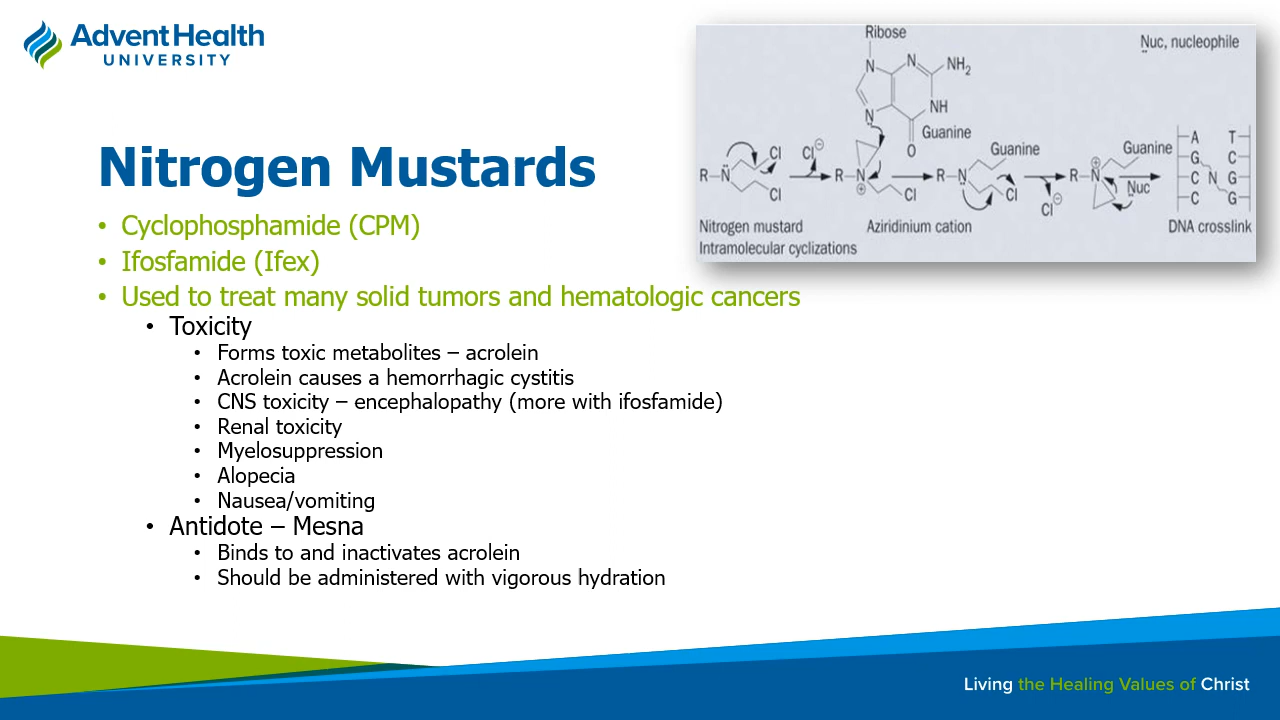 AdventHealth
UNIVERSITY
Nitrogen Mustards
• Cyclophosphamide (CPM)
• Ifosfamide (Ifex)
• Used to treat many solid tumors and hematologic cancers
• Toxicity
• Forms toxic metabolites – acrolein
• Acrolein causes a hemorrhagic cystitis
• CNS toxicity – encephalopathy (more with ifosfamide)
• Renal toxicity
• Myelosuppression
• Alopecia
• Nausea/vomiting
• Antidote – Mesna
• Binds to and inactivates acrolein
• Should be administered with vigorous hydration
Ribose
Nuc, nucleophile
N
N
NH₂
N
NH
O
Guanine
R–N
Cl
Cl
Cl⊖
R–N
⊕
Cl
R–N
Guanine
Cl
Cl⊖
R–N
⊕
Guanine
Nuc
A T
G C
C N G
C G
Nitrogen mustard
Intramolecular cyclizations
Aziridinium cation
DNA crosslink
Living the Healing Values of Christ